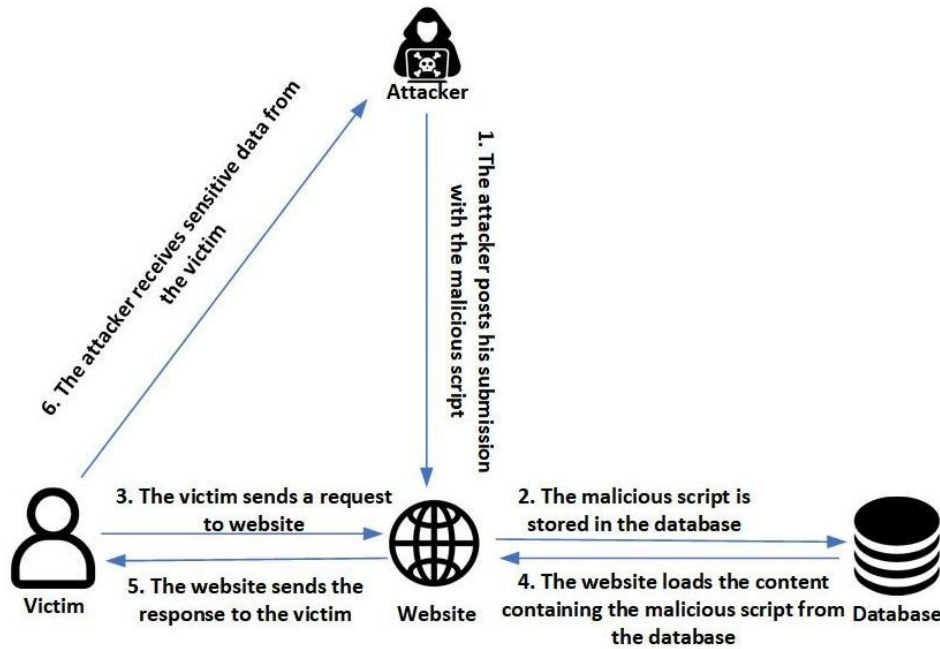 Attacker
1. The attacker posts his submission
with the malicious script
6. The attacker receives sensitive data from
the victim
3. The victim sends a request
to website
2. The malicious script is
stored in the database
5. The website sends the
response to the victim
4. The website loads the content
containing the malicious script from
the database
Victim
Website
Database